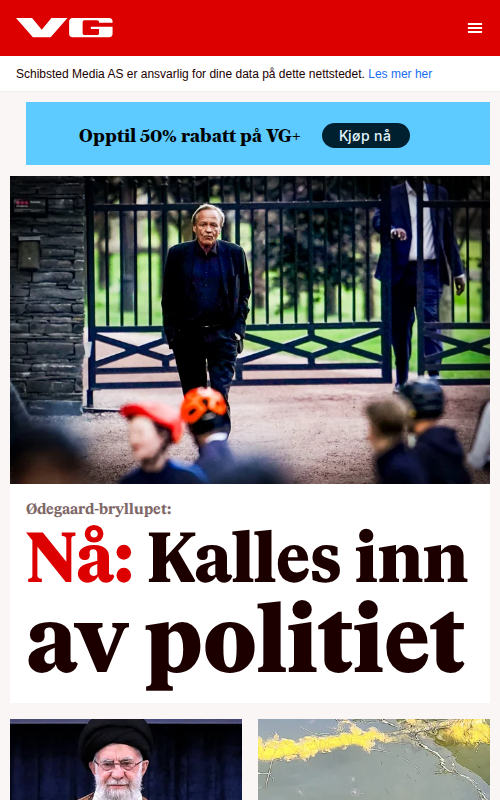 VG
Schibsted Media AS er ansvarlig for dine data på dette nettstedet. Les mer her
Opptil 50% rabatt på VG+
Kjøp nå
Ødegaard-bryllupet:
Nå: Kalles inn
av politiet